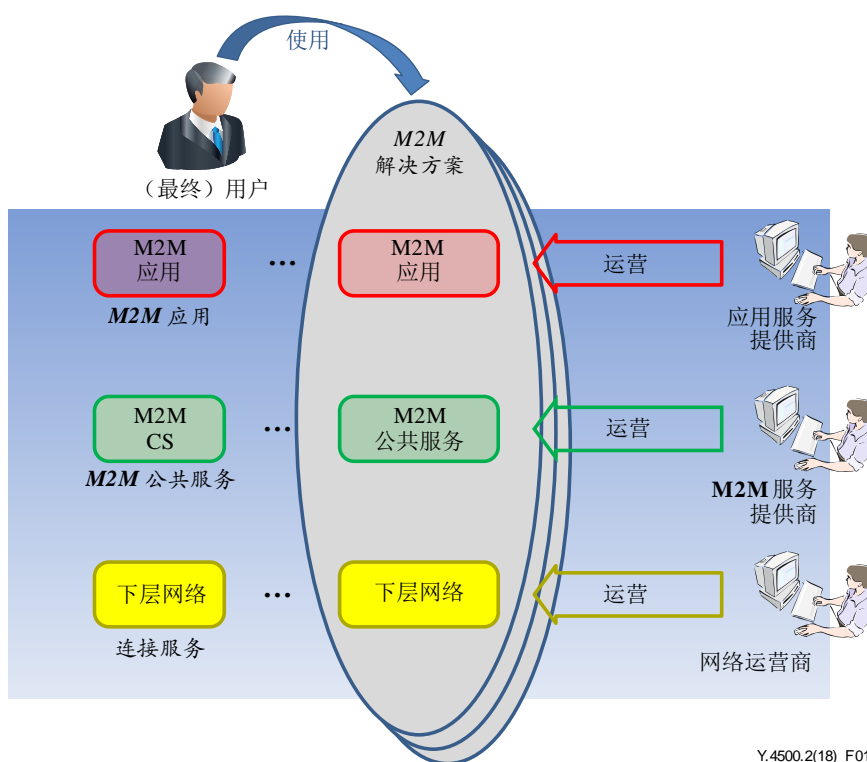 使用
M2M
解决方案
（最终）用户
M2M
应用
...
M2M
应用
运营
M2M 应用
应用服务
提供商
M2M
CS
...
M2M
公共服务
运营
M2M 公共服务
M2M 服务
提供商
下层网络
...
下层网络
运营
连接服务
网络运营商
Y.4500.2(18)_F01